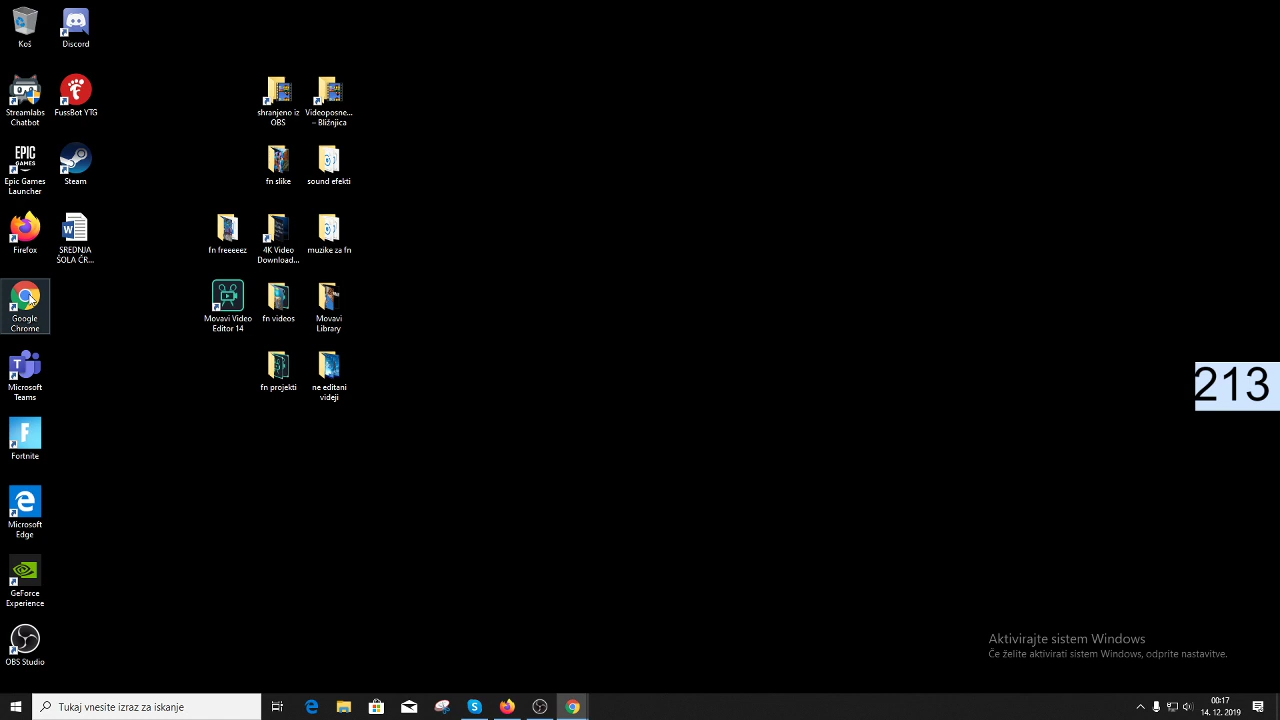 Koš
Discord
Streamlabs
Chatbot
FussBot YTG
shranjeno iz
OBS
Videoposne...
– Bližnjica
EPIC
GAMES
Epic Games
Launcher
Steam
fn slike
sound efekti
Firefox
SREDNJA
ŠOLA ČR...
fn freeeeez
4K Video
Download...
muzike za fn
Google
Chrome
Movavi Video
Editor 14
fn videos
Movavi
Library
Microsoft
Teams
fn projekti
ne editani
videji
213
Fortnite
Microsoft
Edge
GeForce
Experience
OBS Studio
Aktivirajte sistem Windows
Če želite aktivirati sistem Windows, odprite nastavitve.
Tukaj vnesite izraz za iskanje
00:17
14. 12. 2019